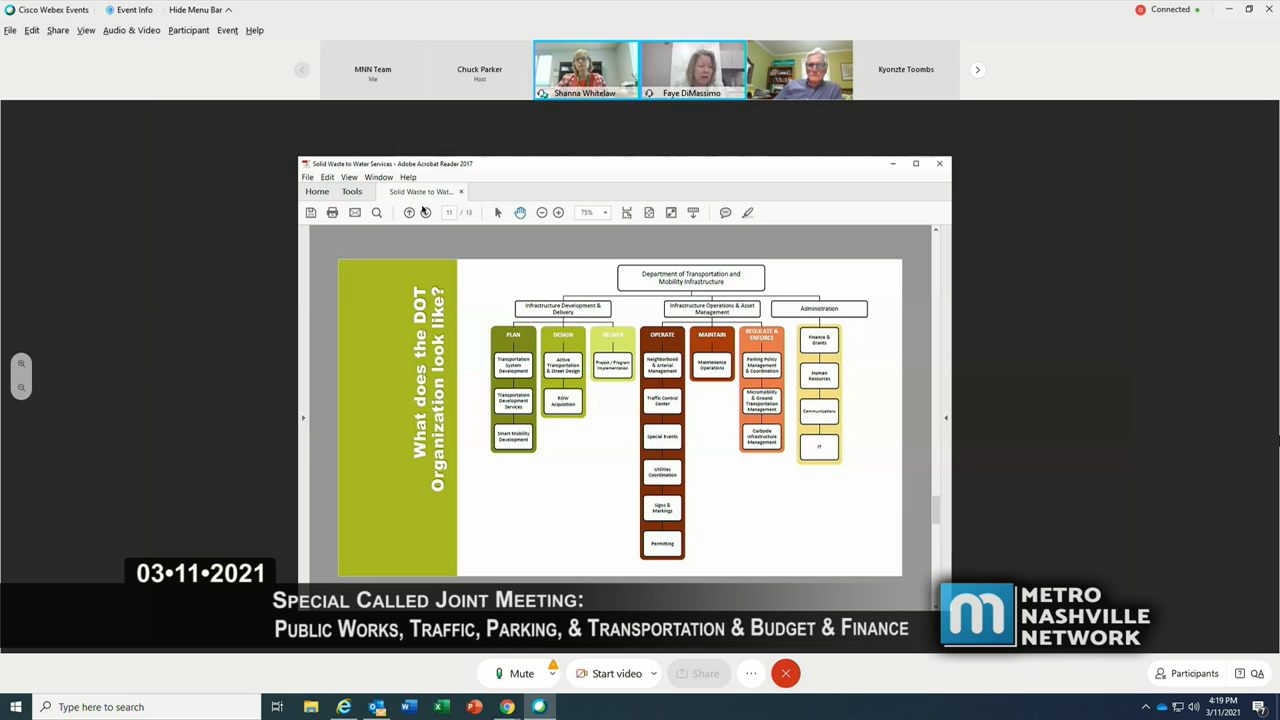 Cisco Webex Events
Event Info
Hide Menu Bar
Connected
File Edit Share View Audio & Video Participant Event Help
MNN Team
Me
Chuck Parker
Host
Shanna Whitelaw
Faye DiMassimo
Kyonzte Toombs
Solid Waste to Water Services - Adobe Acrobat Reader 2017
File Edit View Window Help
Home Tools Solid Waste to Wat...
11 / 13 75%
What does the DOT
Organization look like?
Department of Transportation and
Mobility Infrastructure
Infrastructure Development &
Delivery
Infrastructure Operations & Asset
Management
Administration
PLAN
Transportation
System
Development
Transportation
Development
Services
Smart Mobility
Development
DESIGN
Active
Transportation
& Street Design
ROW
Acquisition
DELIVER
Project / Program
Implementation
OPERATE
Neighborhood
& Arterial
Management
Traffic Control
Center
Special Events
Utilities
Coordination
Signs &
Markings
Permitting
MAINTAIN
Maintenance
Operations
REGULATE &
ENFORCE
Parking Policy
Management
& Coordination
Micromobility
& Ground
Transportation
Management
Curbside
Infrastructure
Management
Finance &
Grants
Human
Resources
Communications
IT
03•11•2021
Special Called Joint Meeting:
Public Works, Traffic, Parking, & Transportation & Budget & Finance
m
METRO
NASHVILLE
NETWORK
Mute
Start video
Share
Participants
QA
Type here to search
4:19 PM
3/11/2021
7